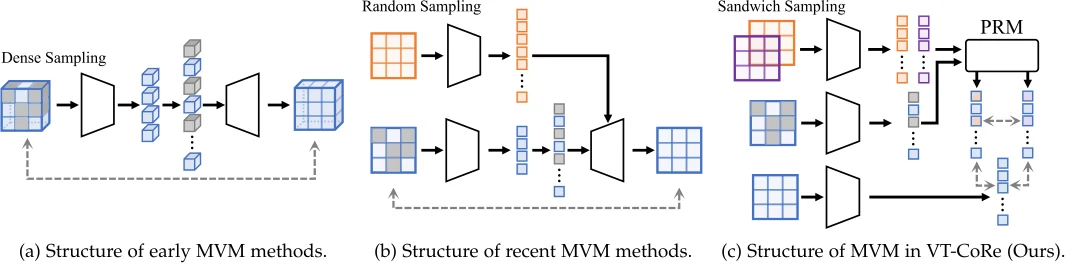 Dense Sampling
(a) Structure of early MVM methods.
Random Sampling
(b) Structure of recent MVM methods.
Sandwich Sampling
PRM
(c) Structure of MVM in VT-CoRe (Ours).